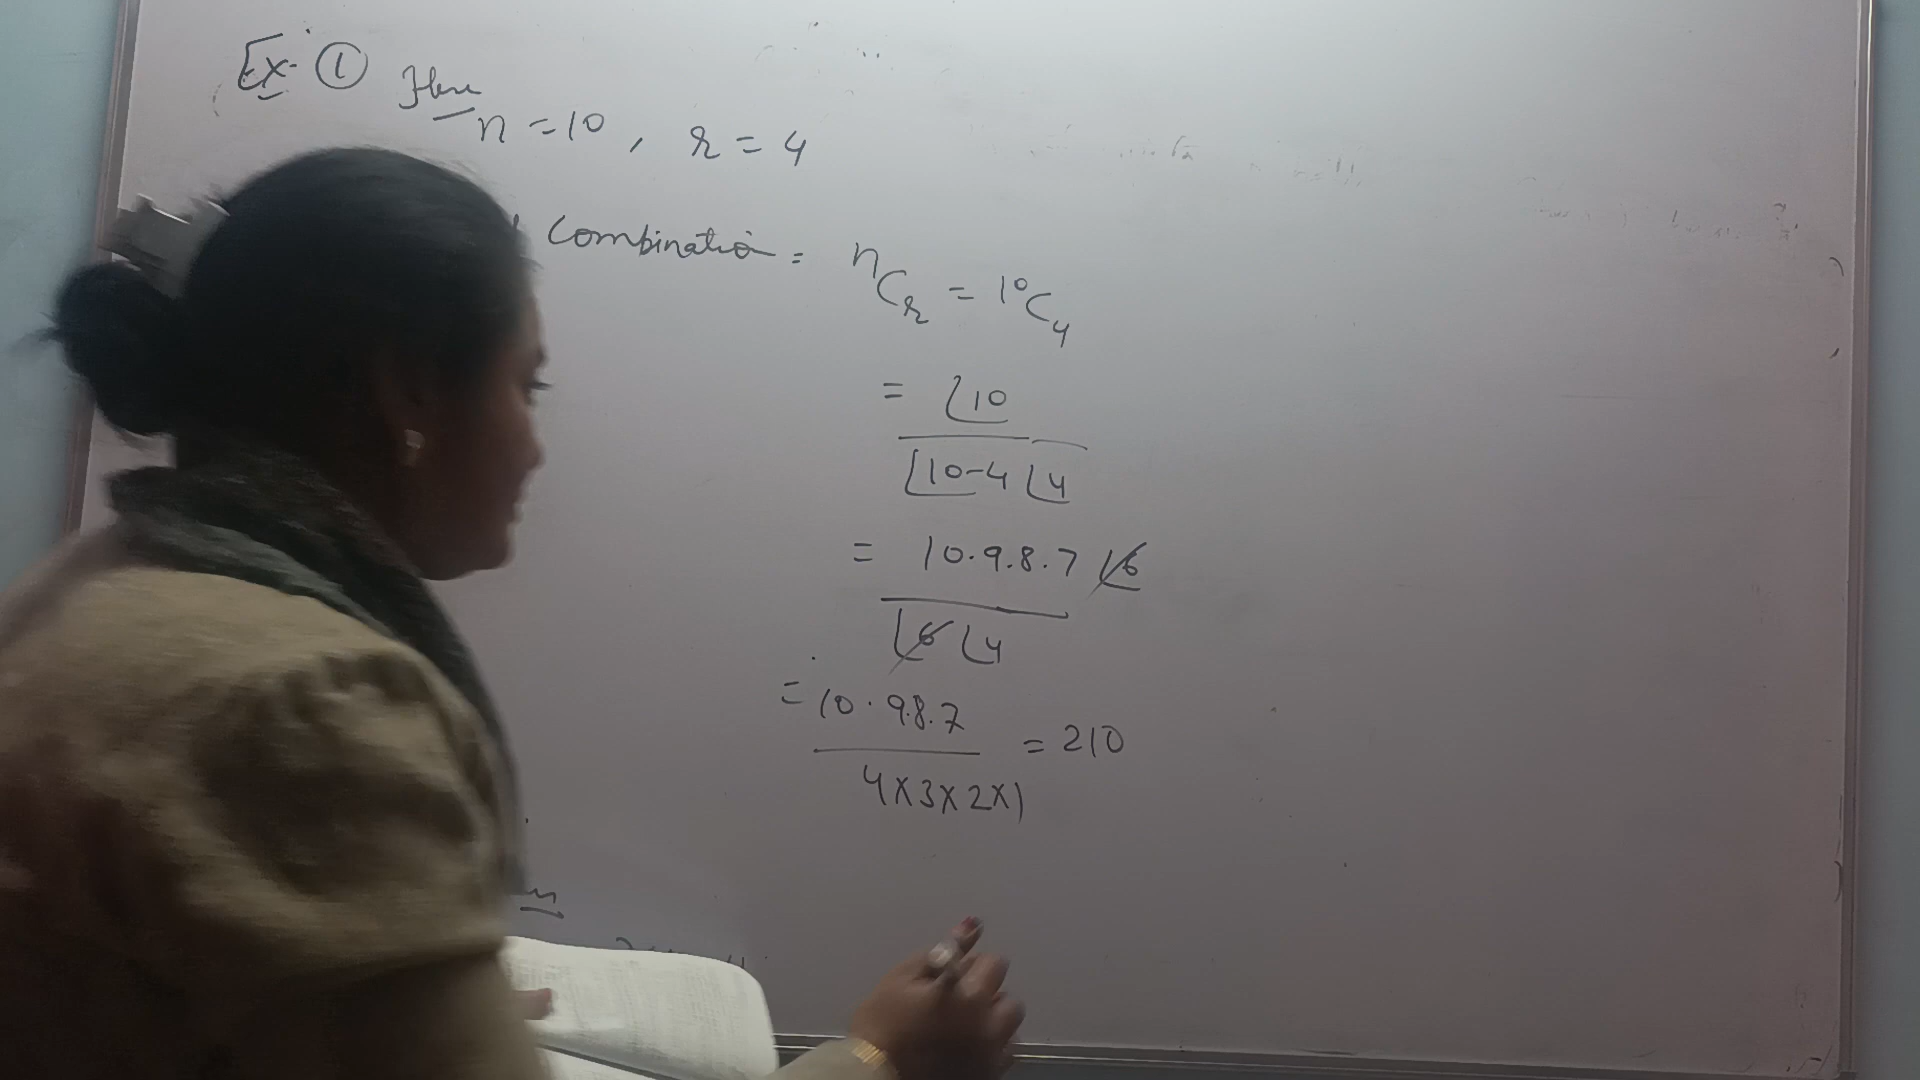 Ex. ① Here
n = 10 , r = 4
Combination = nCr = 10C4
= ⌊10
⌊10-4 ⌊4
= 10.9.8.7 ⌊6
⌊6 ⌊4
= 10.9.8.7
4x3x2x1
= 210